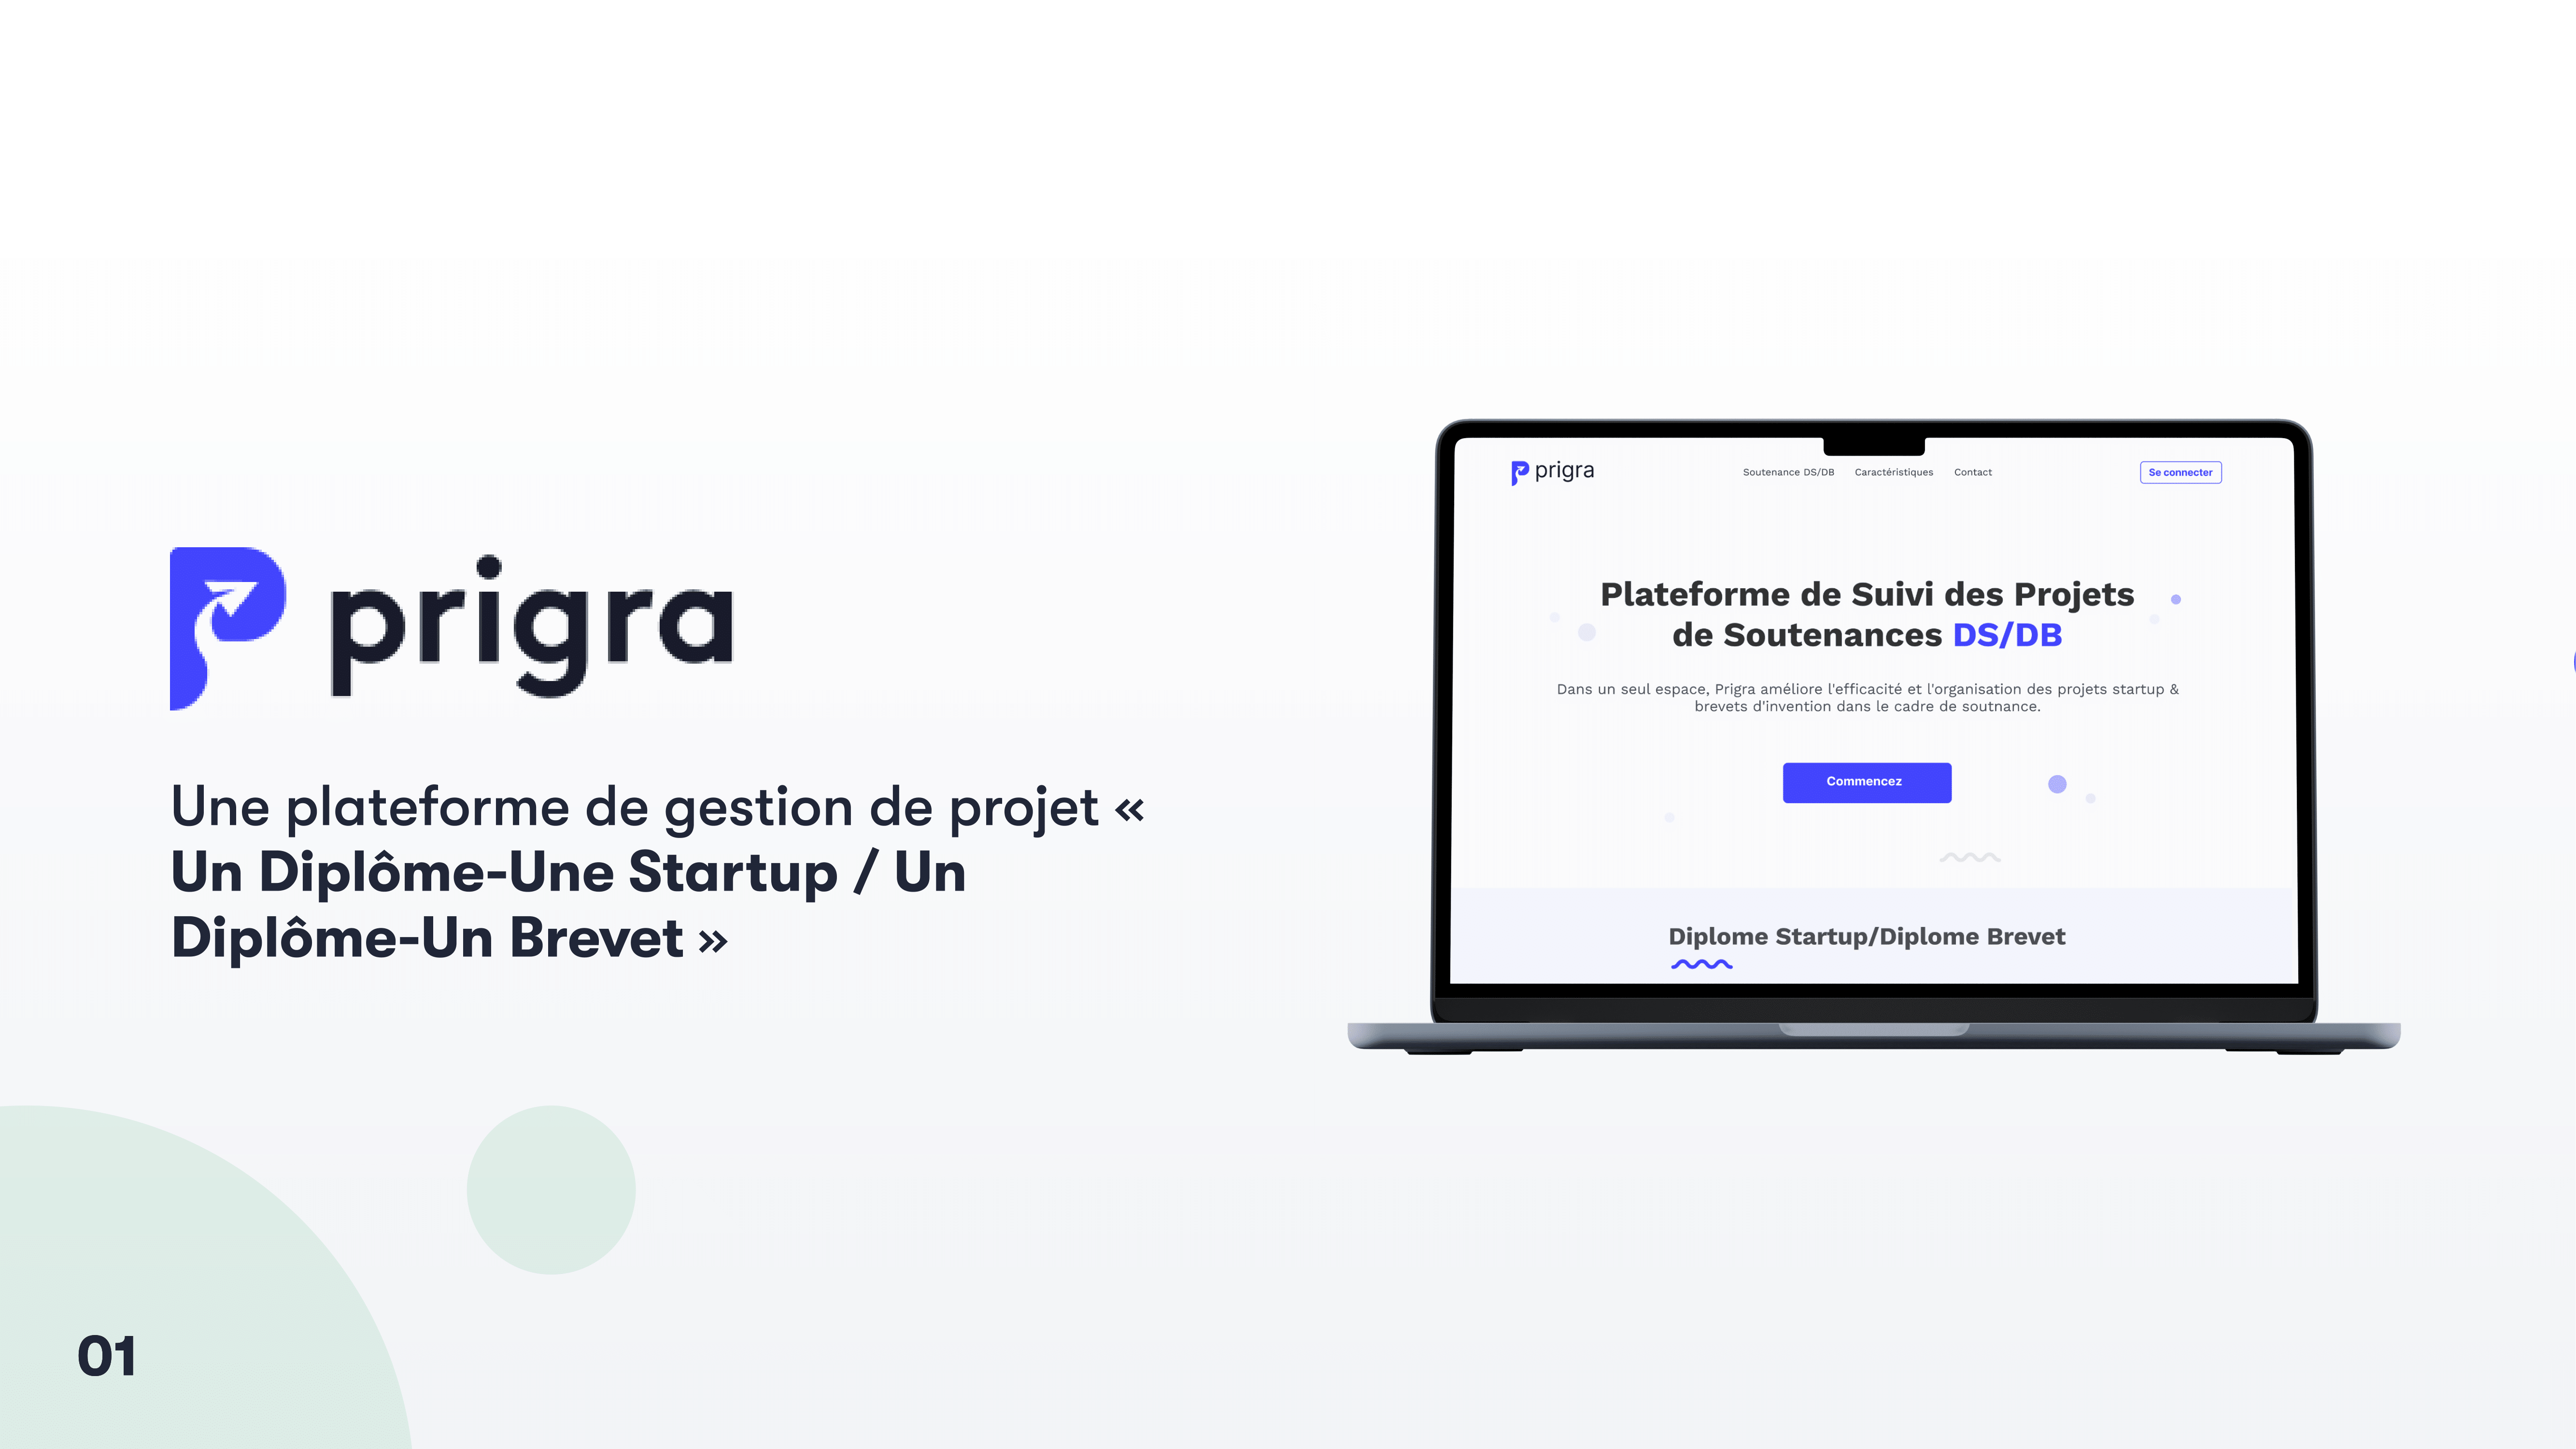 prigra
Une plateforme de gestion de projet «
Un Diplôme-Une Startup / Un
Diplôme-Un Brevet »
01
prigra
Soutenance DS/DB Caractéristiques Contact Se connecter
Plateforme de Suivi des Projets
de Soutenances DS/DB
Dans un seul espace, Prigra améliore l'efficacité et l'organisation des projets startup &
brevets d'invention dans le cadre de soutnance.
Commencez
Diplome Startup/Diplome Brevet